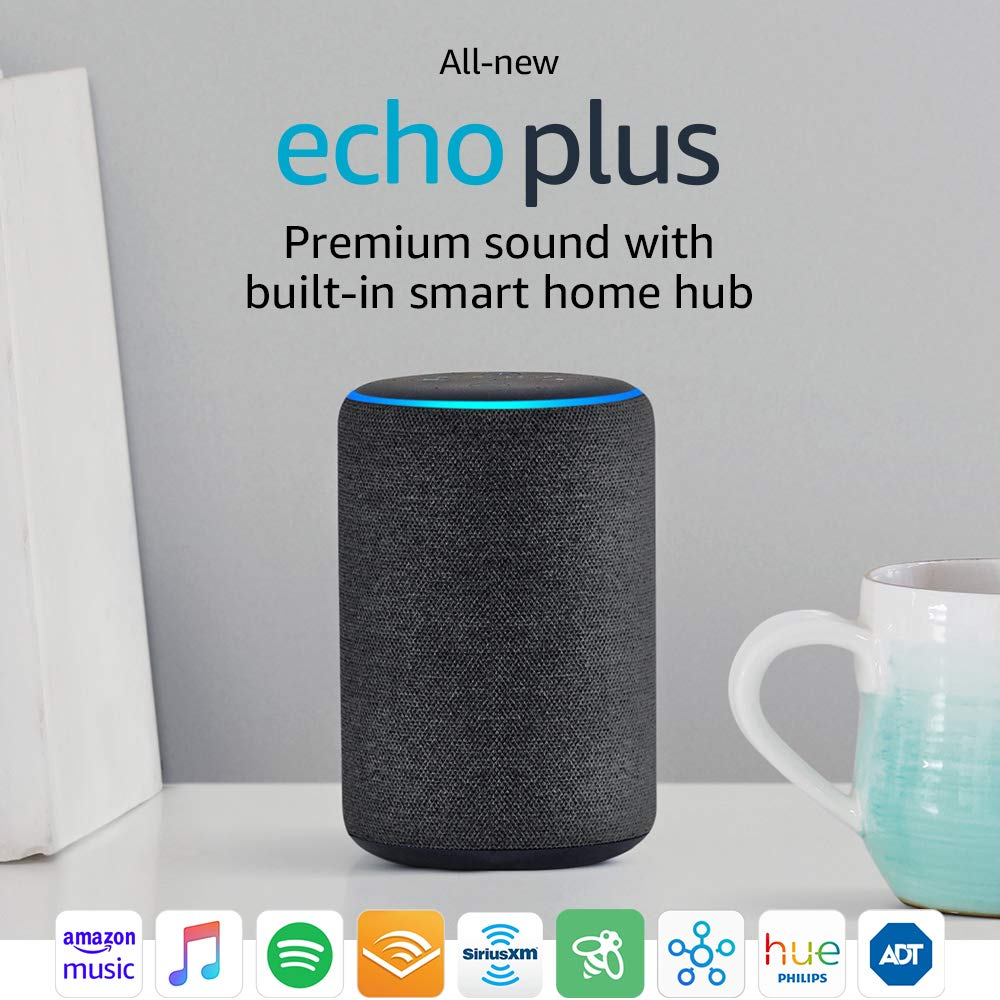 All-new
echo plus
Premium sound with
built-in smart home hub
amazon
music
SiriusXM
hue
PHILIPS
ADT